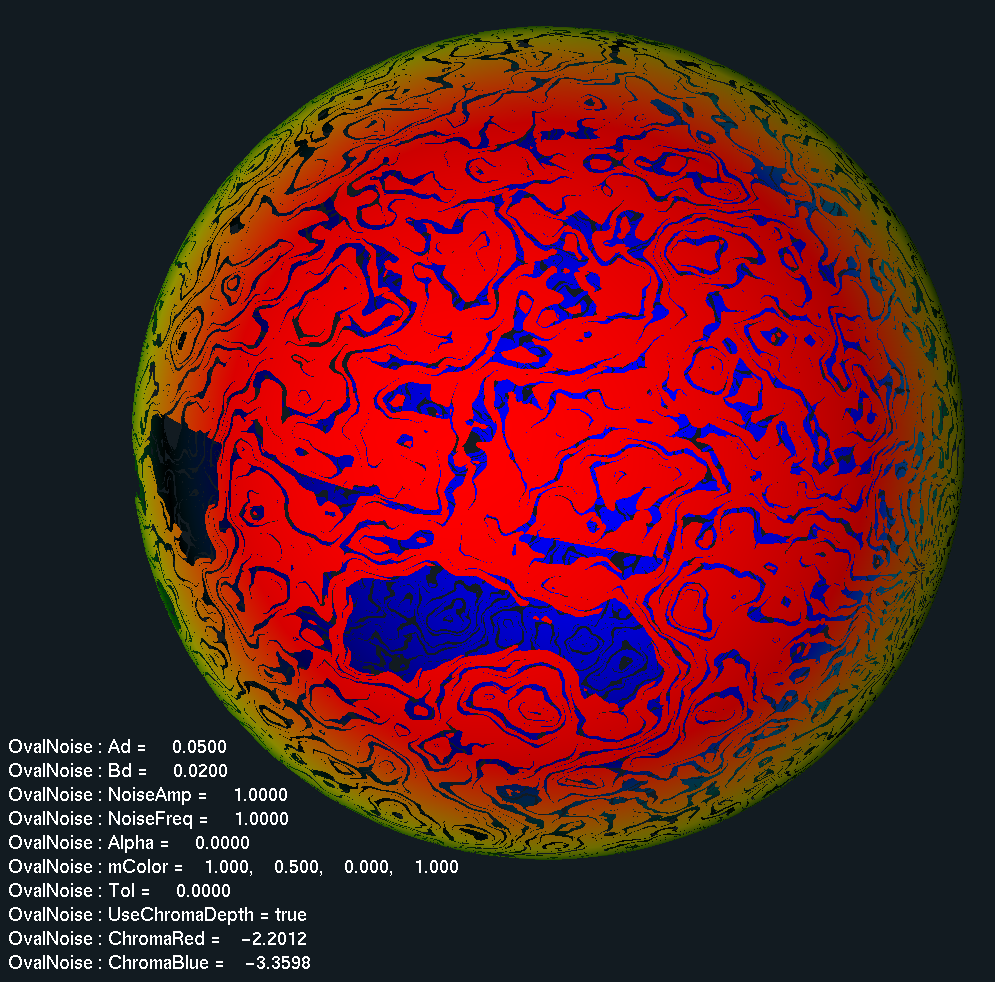 OvalNoise : Ad = 0.0500
OvalNoise : Bd = 0.0200
OvalNoise : NoiseAmp = 1.0000
OvalNoise : NoiseFreq = 1.0000
OvalNoise : Alpha = 0.0000
OvalNoise : mColor = 1.000, 0.500, 0.000, 1.000
OvalNoise : Tol = 0.0000
OvalNoise : UseChromaDepth = true
OvalNoise : ChromaRed = −2.2012
OvalNoise : ChromaBlue = −3.3598